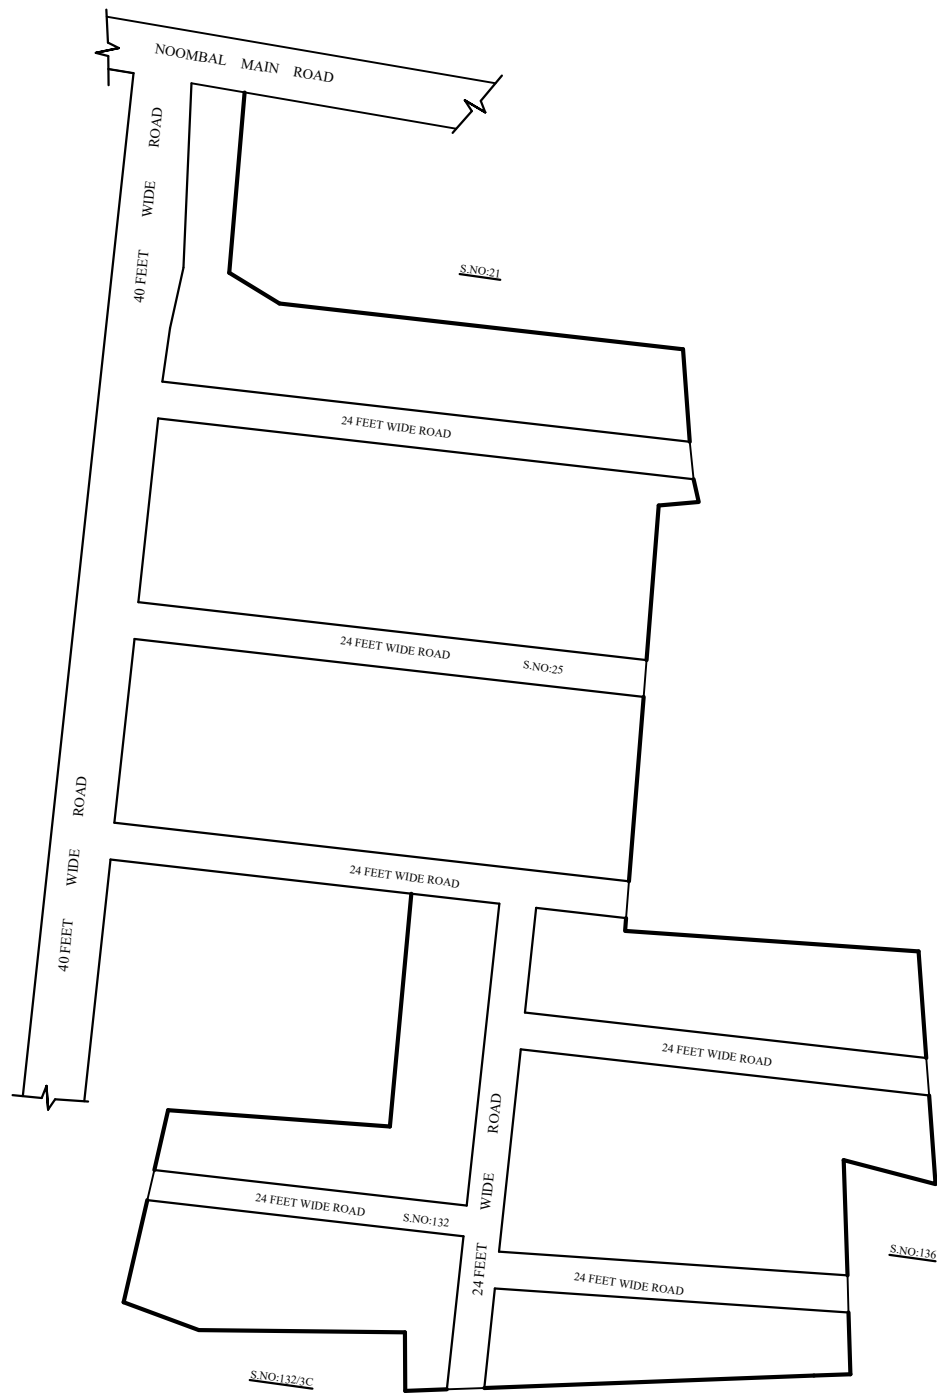 NOOMBAL MAIN ROAD
40 FEET WIDE ROAD
S.NO:21
24 FEET WIDE ROAD
24 FEET WIDE ROAD
S.NO:25
40 FEET WIDE ROAD
24 FEET WIDE ROAD
24 FEET WIDE ROAD
24 FEET WIDE ROAD
24 FEET WIDE ROAD
S.NO:132
S.NO:136
24 FEET WIDE ROAD
S.NO:132/3C